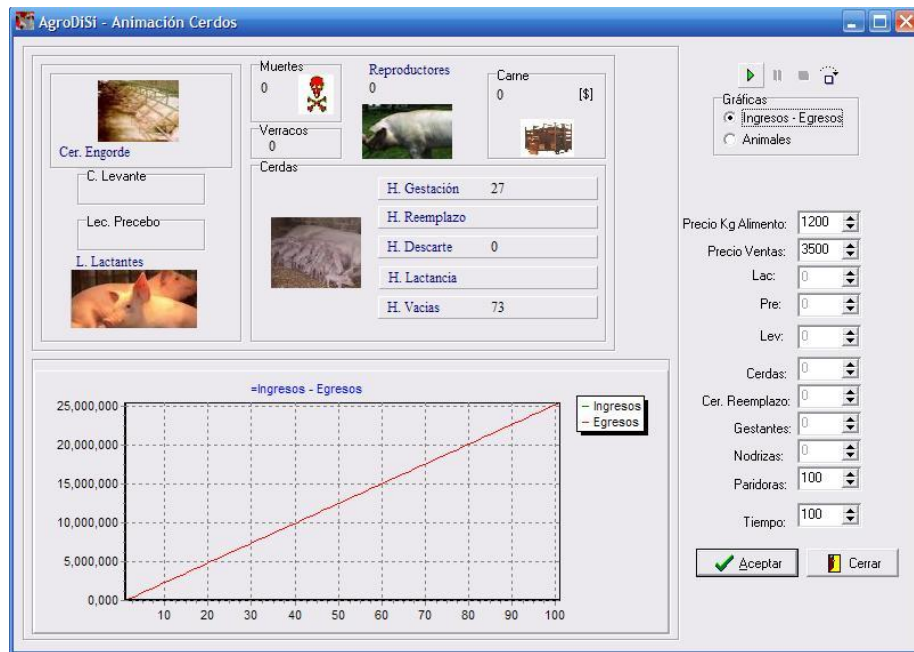 AgroDiSi - Animación Cerdos
Cer. Engorde
C. Levante
Lec. Precebo
L. Lactantes
Muertes
0
Verracos
0
Reproductores
0
Carne
0 [$]
Cerdas
H. Gestación 27
H. Reemplazo
H. Descarte 0
H. Lactancia
H. Vacias 73
Gráficas
Ingresos - Egresos
Animales
Precio Kg Alimento: 1200
Precio Ventas: 3500
Lac: 0
Pre: 0
Lev: 0
Cerdas: 0
Cer. Reemplazo: 0
Gestantes: 0
Nodrizas: 0
Paridoras: 100
Tiempo: 100
Aceptar
Cerrar
=Ingresos - Egresos
25,000,000
20,000,000
15,000,000
10,000,000
5,000,000
0,000
10 20 30 40 50 60 70 80 90 100
Ingresos
Egresos